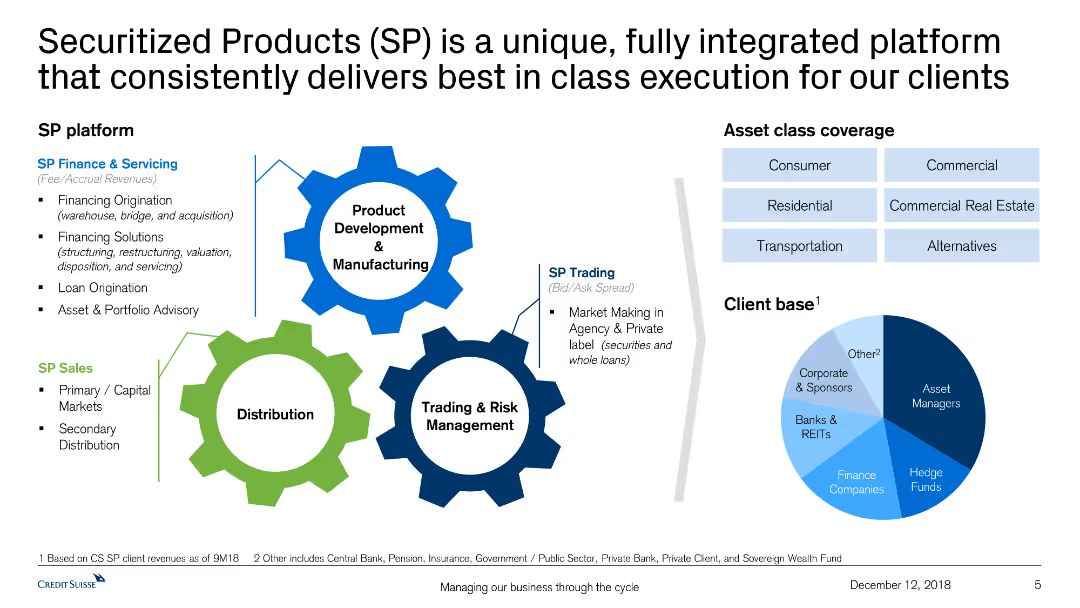 Securitized Products (SP) is a unique, fully integrated platform
that consistently delivers best in class execution for our clients
SP platform
SP Finance & Servicing
(Fee/Accrual Revenues)
▪ Financing Origination
(warehouse, bridge, and acquisition)
▪ Financing Solutions
(structuring, restructuring, valuation,
disposition, and servicing)
▪ Loan Origination
▪ Asset & Portfolio Advisory
Product
Development
&
Manufacturing
SP Trading
(Bid/Ask Spread)
▪ Market Making in
Agency & Private
label (securities and
whole loans)
SP Sales
▪ Primary / Capital
Markets
▪ Secondary
Distribution
Distribution
Trading & Risk
Management
Asset class coverage
Consumer
Commercial
Residential
Commercial Real Estate
Transportation
Alternatives
Client base¹
Other²
Corporate
& Sponsors
Asset
Managers
Banks &
REITs
Finance
Companies
Hedge
Funds
1 Based on CS SP client revenues as of 9M18 2 Other includes Central Bank, Pension, Insurance, Government / Public Sector, Private Bank, Private Client, and Sovereign Wealth Fund
CREDIT SUISSE
Managing our business through the cycle
December 12, 2018
5